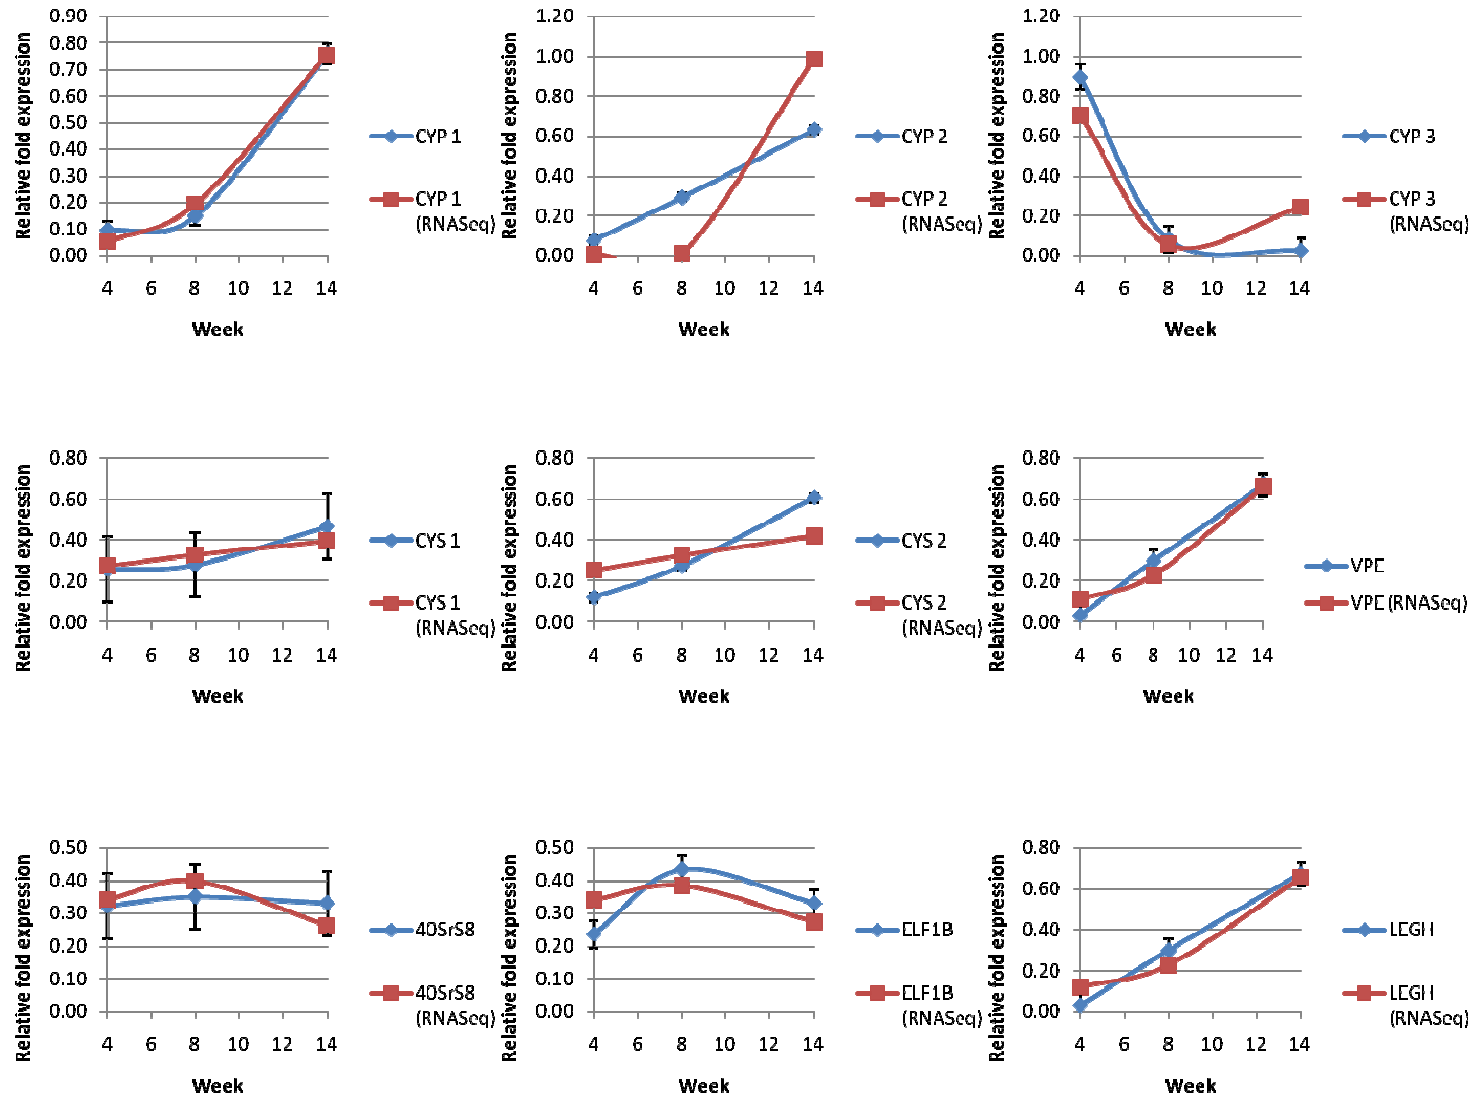 Relative fold expression
0.90
0.80
0.70
0.60
0.50
0.40
0.30
0.20
0.10
0.00
4 6 8 10 12 14
Week
CYP 1
CYP 1
(RNASeq)
Relative fold expression
1.20
1.00
0.80
0.60
0.40
0.20
0.00
4 6 8 10 12 14
Week
CYP 2
CYP 2
(RNASeq)
Relative fold expression
1.20
1.00
0.80
0.60
0.40
0.20
0.00
4 6 8 10 12 14
Week
CYP 3
CYP 3
(RNASeq)
Relative fold expression
0.80
0.60
0.40
0.20
0.00
4 6 8 10 12 14
Week
CYS 1
CYS 1
(RNASeq)
Relative fold expression
0.80
0.60
0.40
0.20
0.00
4 6 8 10 12 14
Week
CYS 2
CYS 2
(RNASeq)
Relative fold expression
0.80
0.60
0.40
0.20
0.00
4 6 8 10 12 14
Week
VPE
VPE (RNASeq)
Relative fold expression
0.50
0.40
0.30
0.20
0.10
0.00
4 6 8 10 12 14
Week
40SrS8
40SrS8
(RNASeq)
Relative fold expression
0.50
0.40
0.30
0.20
0.10
0.00
4 6 8 10 12 14
Week
ELF1B
ELF1B
(RNASeq)
Relative fold expression
0.80
0.60
0.40
0.20
0.00
4 6 8 10 12 14
Week
LEGH
LEGH
(RNASeq)